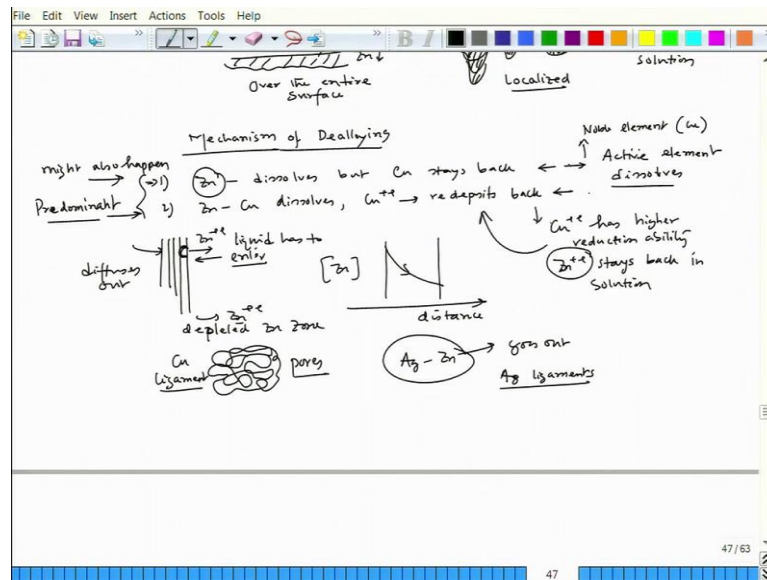 File Edit View Insert Actions Tools Help
Zn↓
Over the entire
surface
Localized
solution
Mechanism of Dealloying
might also happen
Predominant
→ 1) Zn - dissolves but Cu stays back ←
2) Zn - Cu dissolves, Cu++ → redeposits back ←
Noble element (Cu)
Active element
dissolves
Cu++ has higher
reduction ability
Zn++ stays back in
solution
diffuses
out
Zn++ liquid has to
enter
→ Zn++
depleted Zn zone
[Zn]
distance
Cu
ligament
pores
Ag - Zn → goes out
Ag ligaments
47/63
47